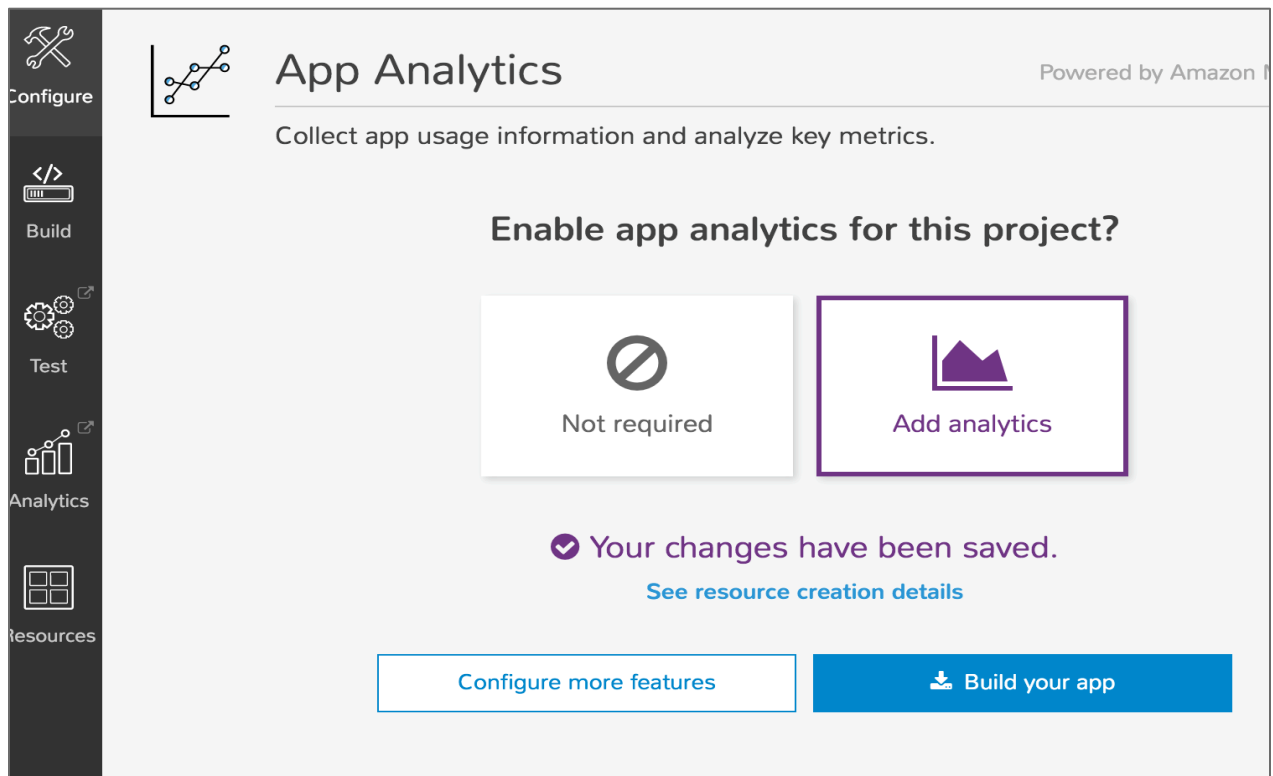 App Analytics
Powered by Amazon
Collect app usage information and analyze key metrics.
Configure
Build
Test
Analytics
Resources
Enable app analytics for this project?
Not required
Add analytics
Your changes have been saved.
See resource creation details
Configure more features
Build your app